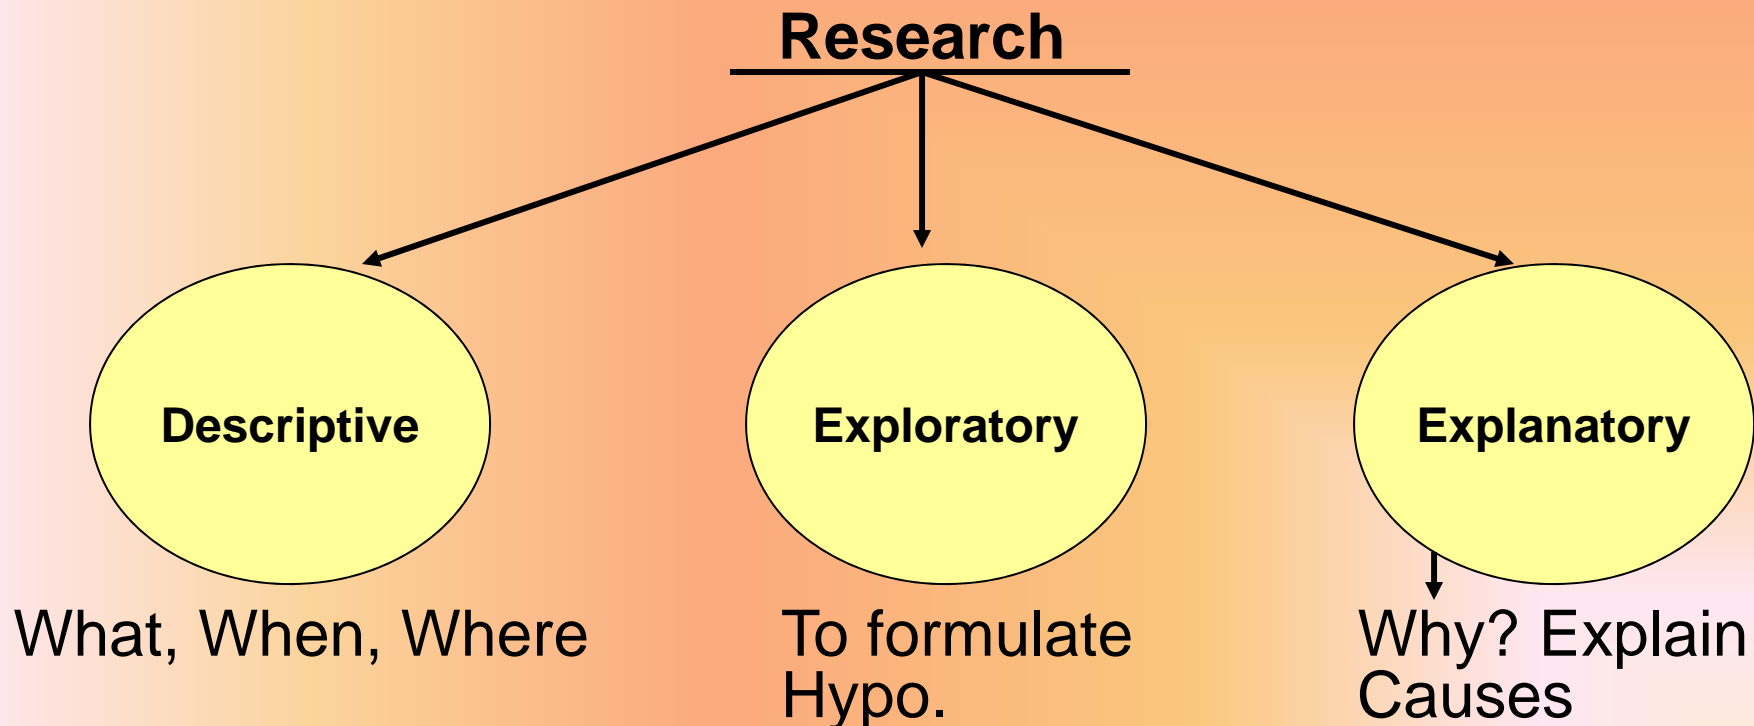 Research
Descriptive
Exploratory
Explanatory
What, When, Where
To formulate
Hypo.
Why? Explain
Causes